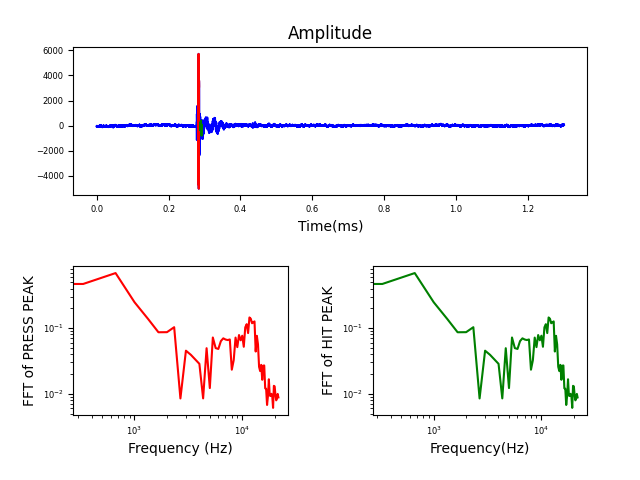 Amplitude
6000
4000
2000
0
−2000
−4000
0.0 0.2 0.4 0.6 0.8 1.0 1.2
Time(ms)
FFT of PRESS PEAK
10⁻¹
10⁻²
10³ 10⁴
Frequency (Hz)
FFT of HIT PEAK
10⁻¹
10⁻²
10³ 10⁴
Frequency(Hz)